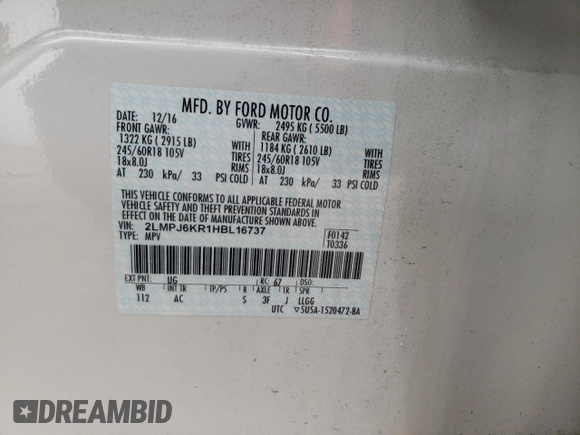 MFD. BY FORD MOTOR CO.
DATE: 12/16 GVWR: 2495 KG ( 5500 LB)
FRONT GAWR: REAR GAWR:
1322 KG ( 2915 LB) WITH 1184 KG ( 2610 LB) WITH
245/60R18 105V TIRES 245/60R18 105V TIRES
18x8.0J RIMS 18x8.0J RIMS
AT 230 kPa/ 33 PSI COLD AT 230 kPa/ 33 PSI COLD
THIS VEHICLE CONFORMS TO ALL APPLICABLE FEDERAL MOTOR
VEHICLE SAFETY AND THEFT PREVENTION STANDARDS IN
EFFECT ON THE DATE OF MANUFACTURE SHOWN ABOVE.
VIN: 2LMPJ6KR1HBL16737 F0142
TYPE: MPV T0336
EXT PNT: UG RC: 67 DSO:
WB INT TR TP/PS R AXLE TR SPR
112 AC S 3F J LLGG
UTC ▽5U5A-1520472-BA
DREAMBID